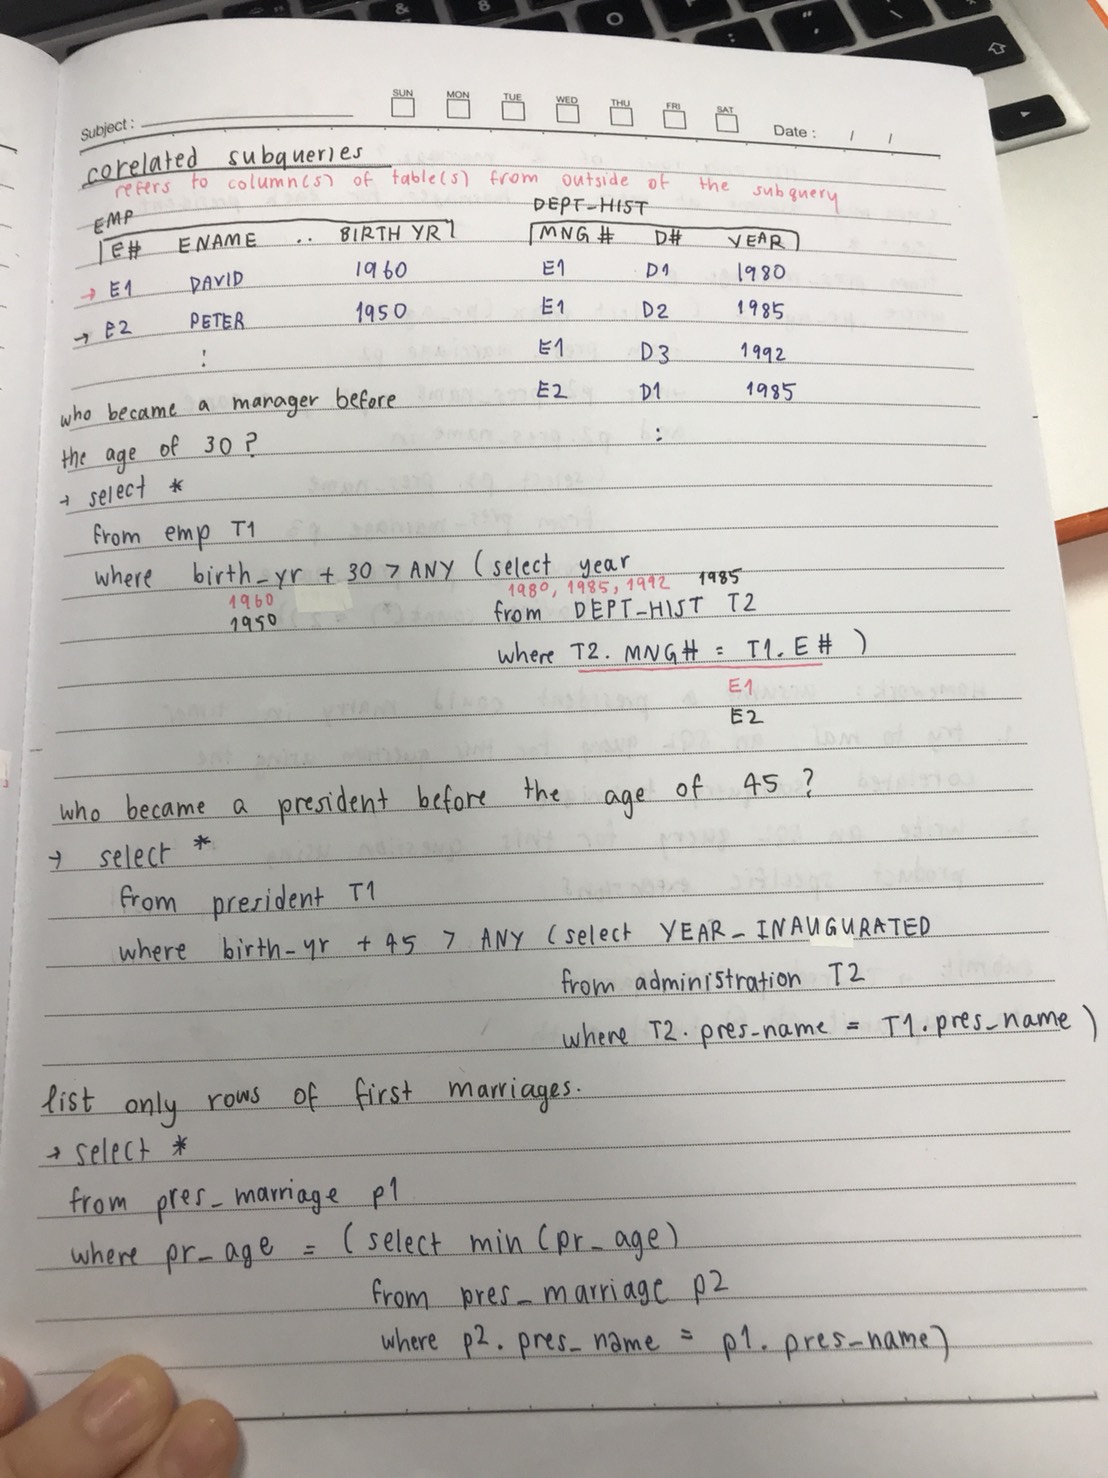 SUN MON TUE WED THU FRI SAT
Subject :
Date : / /
corelated subqueries
refers to column(s) of table(s) from outside of the subquery
EMP
E# ENAME .. BIRTH YR
→ E1 DAVID 1960
→ E2 PETER 1950
:
DEPT-HIST
MNG # D# YEAR
E1 D1 1980
E1 D2 1985
E1 D3 1992
E2 D1 1985
:
who became a manager before
the age of 30 ?
→ select *
from emp T1
where birth_yr + 30 > ANY ( select year
1960 1980, 1985, 1992 1985
1950 from DEPT-HIST T2
where T2. MNG# = T1. E# )
E1
E2
who became a president before the age of 45 ?
→ select *
from president T1
where birth-yr + 45 > ANY ( select YEAR - INAUGURATED
from administration T2
where T2. pres-name = T1. pres_name )
list only rows of first marriages.
→ select *
from pres_marriage p1
where pr_age = ( select min (pr_age)
from pres_marriage p2
where p2. pres_name = p1. pres-name)